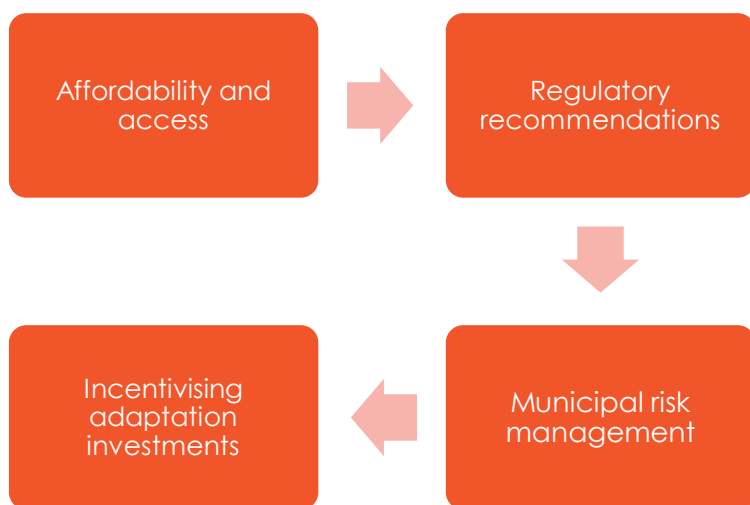 Affordability and
access
Regulatory
recommendations
Municipal risk
management
Incentivising
adaptation
investments